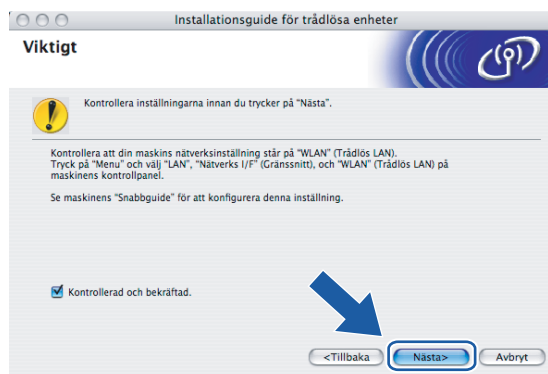 Installationsguide för trådlösa enheter
Viktigt
Kontrollera inställningarna innan du trycker på "Nästa".
Kontrollera att din maskins nätverksinställning står på "WLAN" (Trådlös LAN).
Tryck på "Menu" och välj "LAN", "Nätverks I/F" (Gränssnitt), och "WLAN" (Trådlös LAN) på
maskinens kontrollpanel.
Se maskinens "Snabbguide" för att konfigurera denna inställning.
Kontrollerad och bekräftad.
<Tillbaka
Nästa>
Avbryt